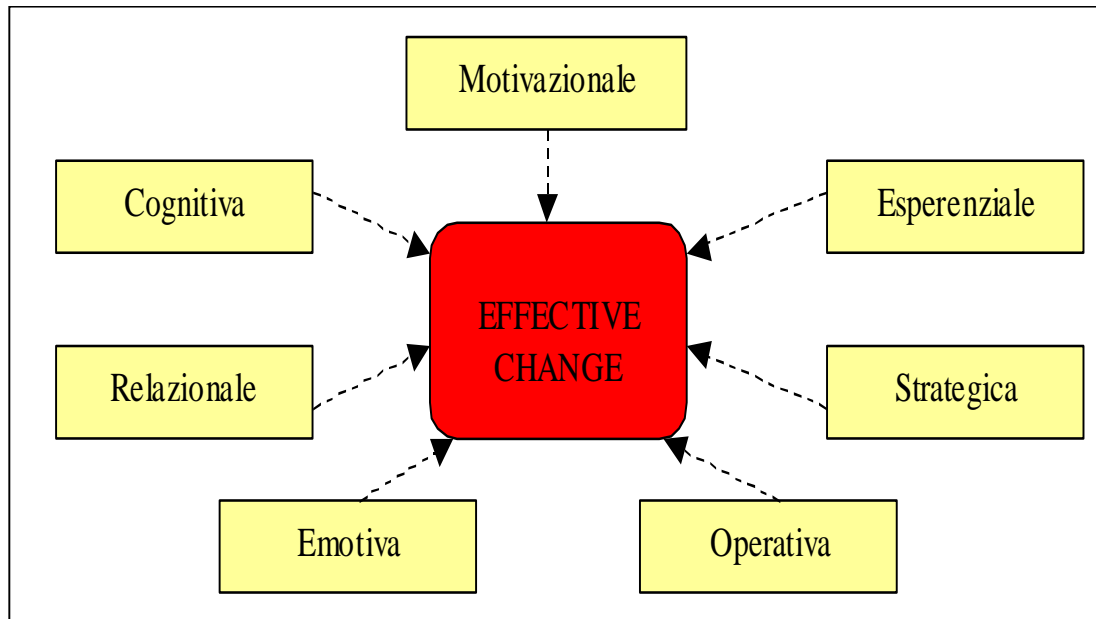 Motivazionale
Cognitiva
Esperenziale
EFFECTIVE
CHANGE
Relazionale
Strategica
Emotiva
Operativa